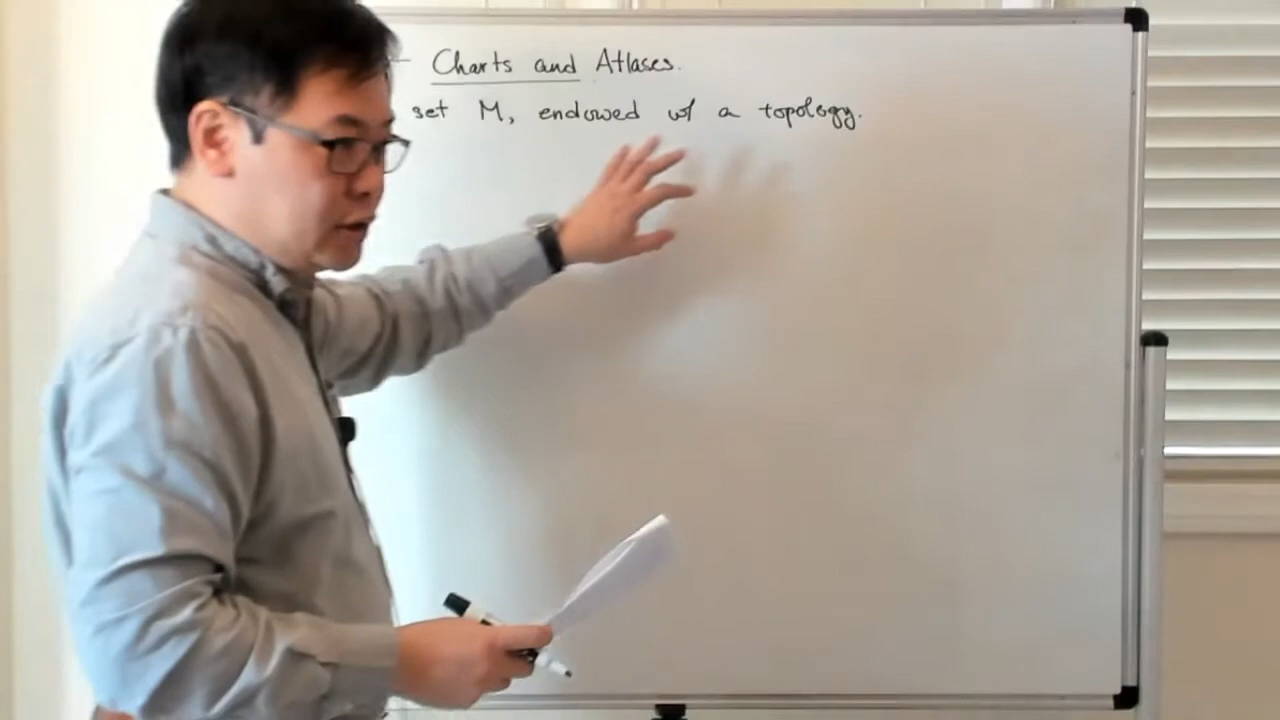 - Charts and Atlases.
set M, endowed w/ a topology.